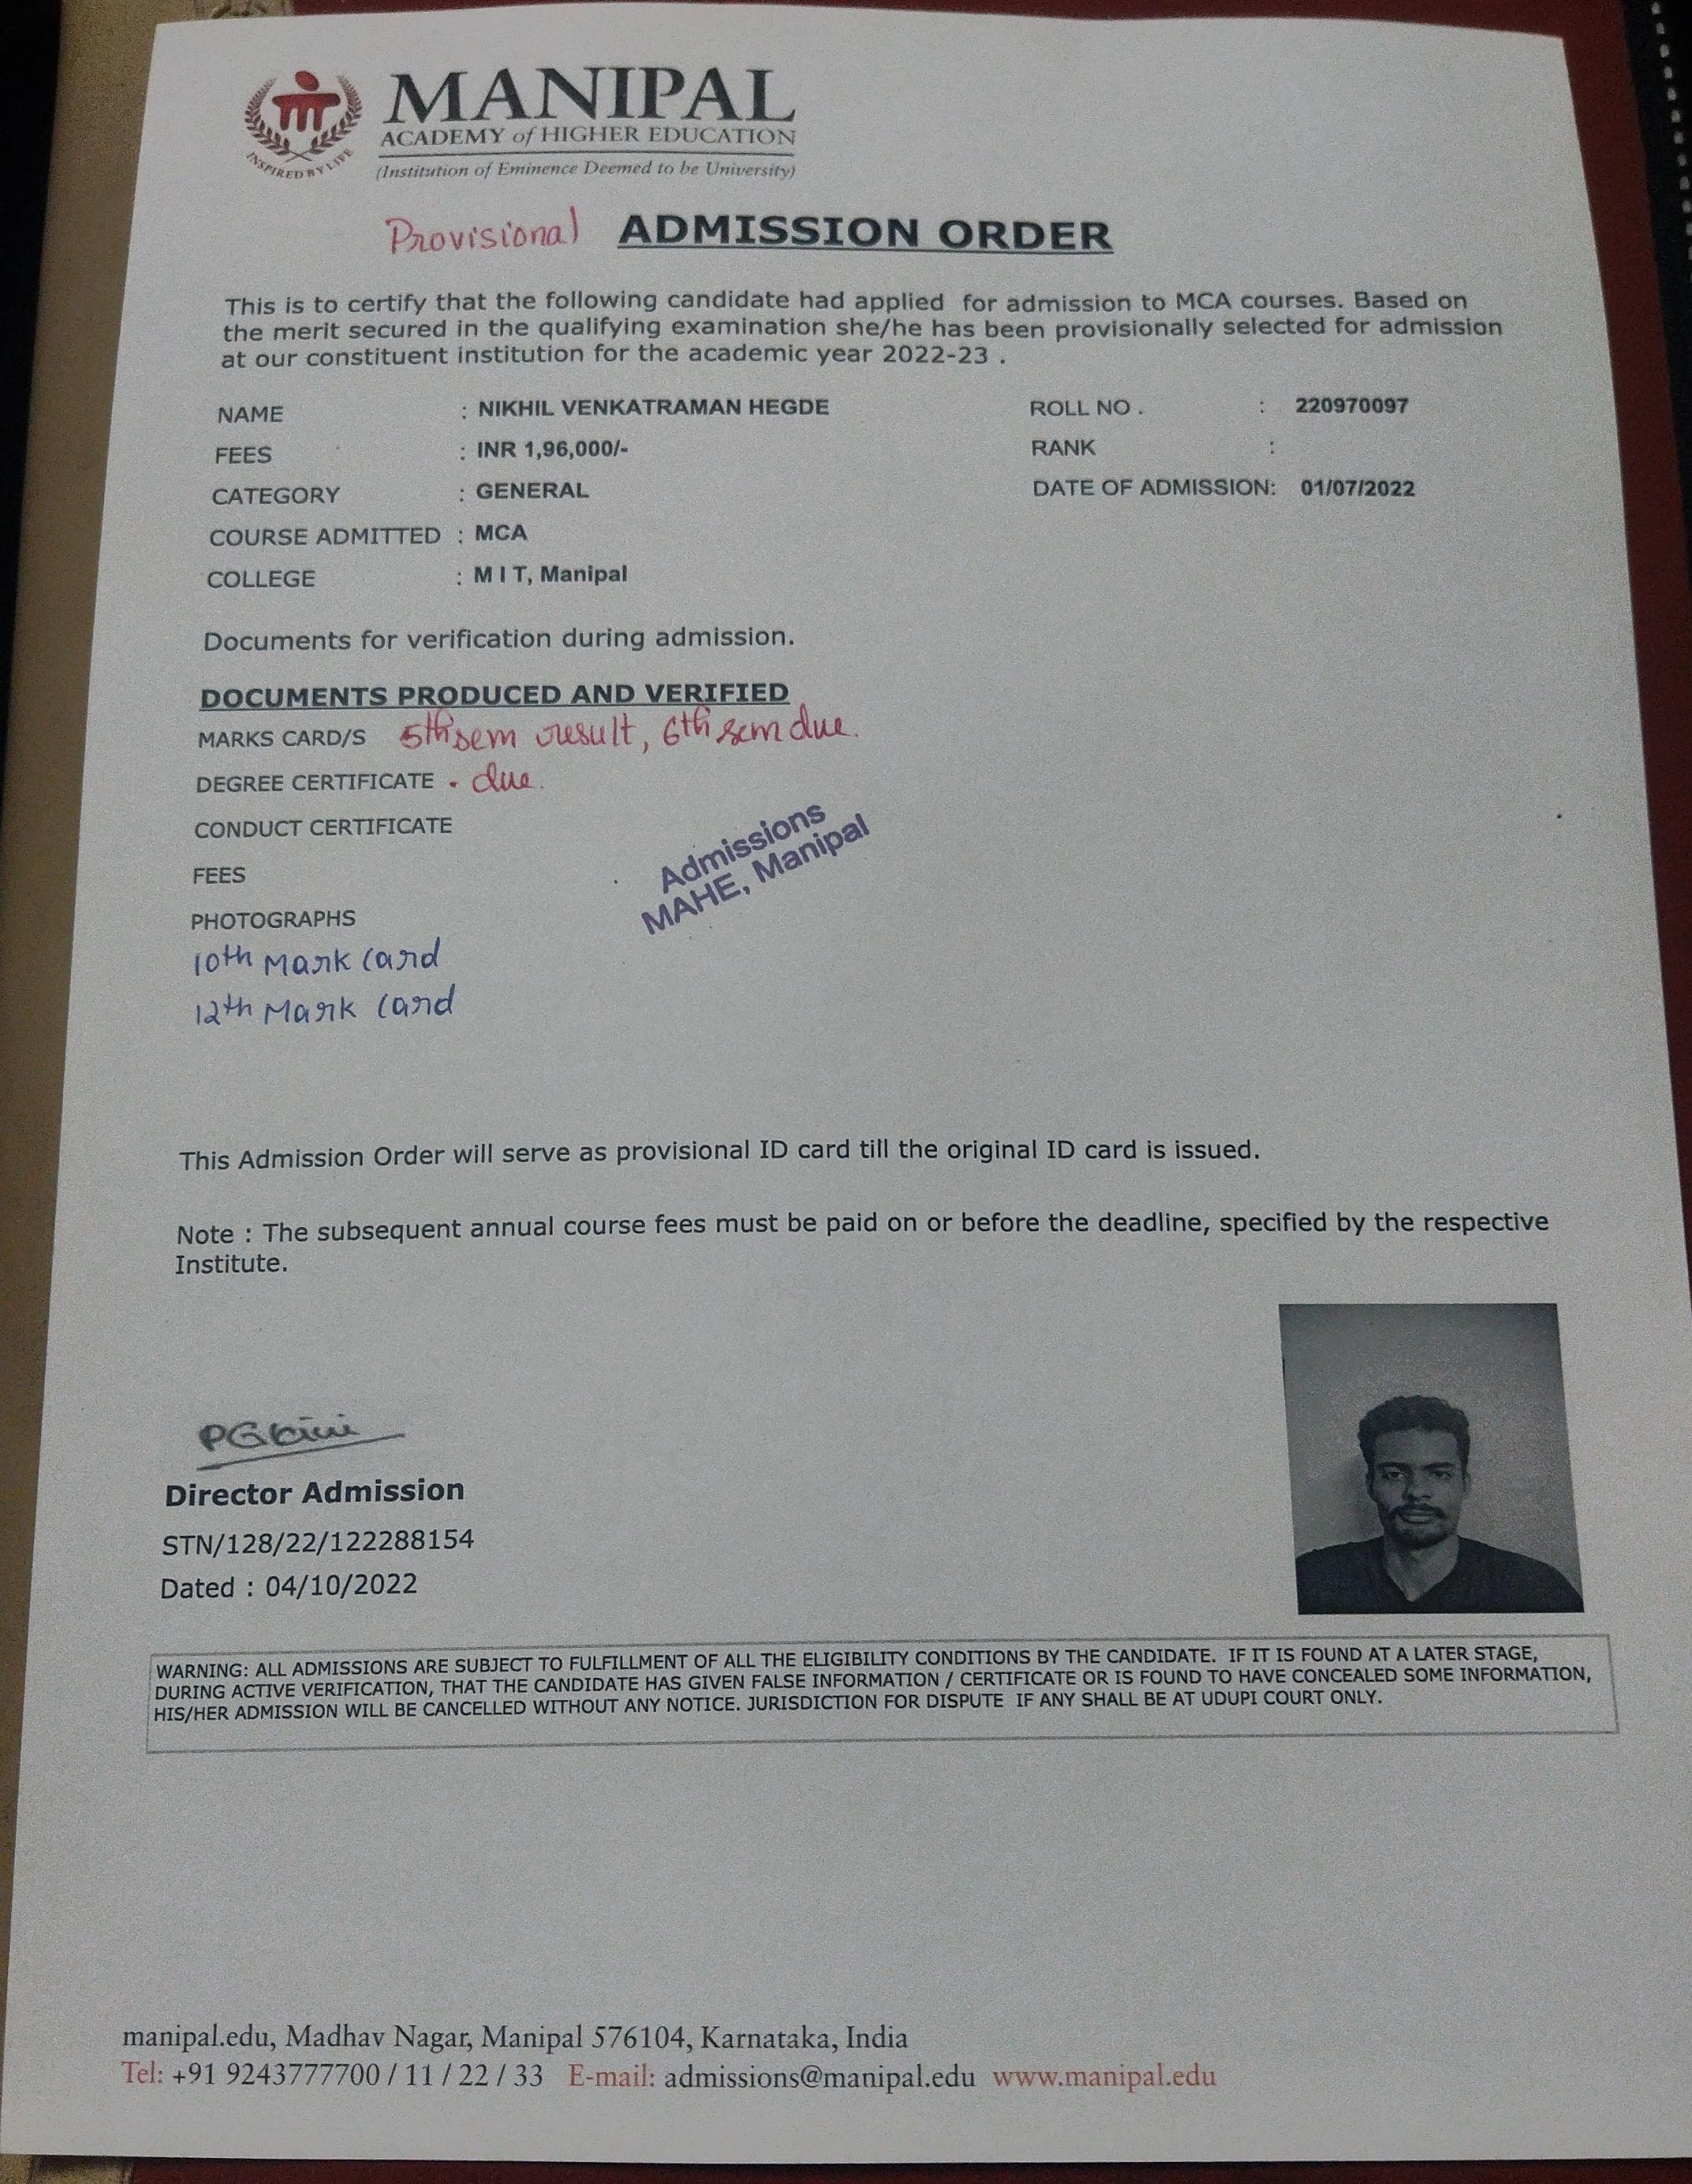 MANIPAL
ACADEMY of HIGHER EDUCATION
(Institution of Eminence Deemed to be University)
INSPIRED BY LIFE
Provisional ADMISSION ORDER
This is to certify that the following candidate had applied for admission to MCA courses. Based on
the merit secured in the qualifying examination she/he has been provisionally selected for admission
at our constituent institution for the academic year 2022-23 .
NAME : NIKHIL VENKATRAMAN HEGDE ROLL NO . : 220970097
FEES : INR 1,96,000/- RANK :
CATEGORY : GENERAL DATE OF ADMISSION: 01/07/2022
COURSE ADMITTED : MCA
COLLEGE : M I T, Manipal
Documents for verification during admission.
DOCUMENTS PRODUCED AND VERIFIED
MARKS CARD/S 5th sem result, 6th sem due.
DEGREE CERTIFICATE . due.
CONDUCT CERTIFICATE
Admissions
MAHE, Manipal
FEES
PHOTOGRAPHS
10th Mark Card
12th Mark Card
This Admission Order will serve as provisional ID card till the original ID card is issued.
Note : The subsequent annual course fees must be paid on or before the deadline, specified by the respective
Institute.
PGKini
Director Admission
STN/128/22/122288154
Dated : 04/10/2022
WARNING: ALL ADMISSIONS ARE SUBJECT TO FULFILLMENT OF ALL THE ELIGIBILITY CONDITIONS BY THE CANDIDATE. IF IT IS FOUND AT A LATER STAGE,
DURING ACTIVE VERIFICATION, THAT THE CANDIDATE HAS GIVEN FALSE INFORMATION / CERTIFICATE OR IS FOUND TO HAVE CONCEALED SOME INFORMATION,
HIS/HER ADMISSION WILL BE CANCELLED WITHOUT ANY NOTICE. JURISDICTION FOR DISPUTE IF ANY SHALL BE AT UDUPI COURT ONLY.
manipal.edu, Madhav Nagar, Manipal 576104, Karnataka, India
Tel: +91 9243777700 / 11 / 22 / 33 E-mail: admissions@manipal.edu www.manipal.edu